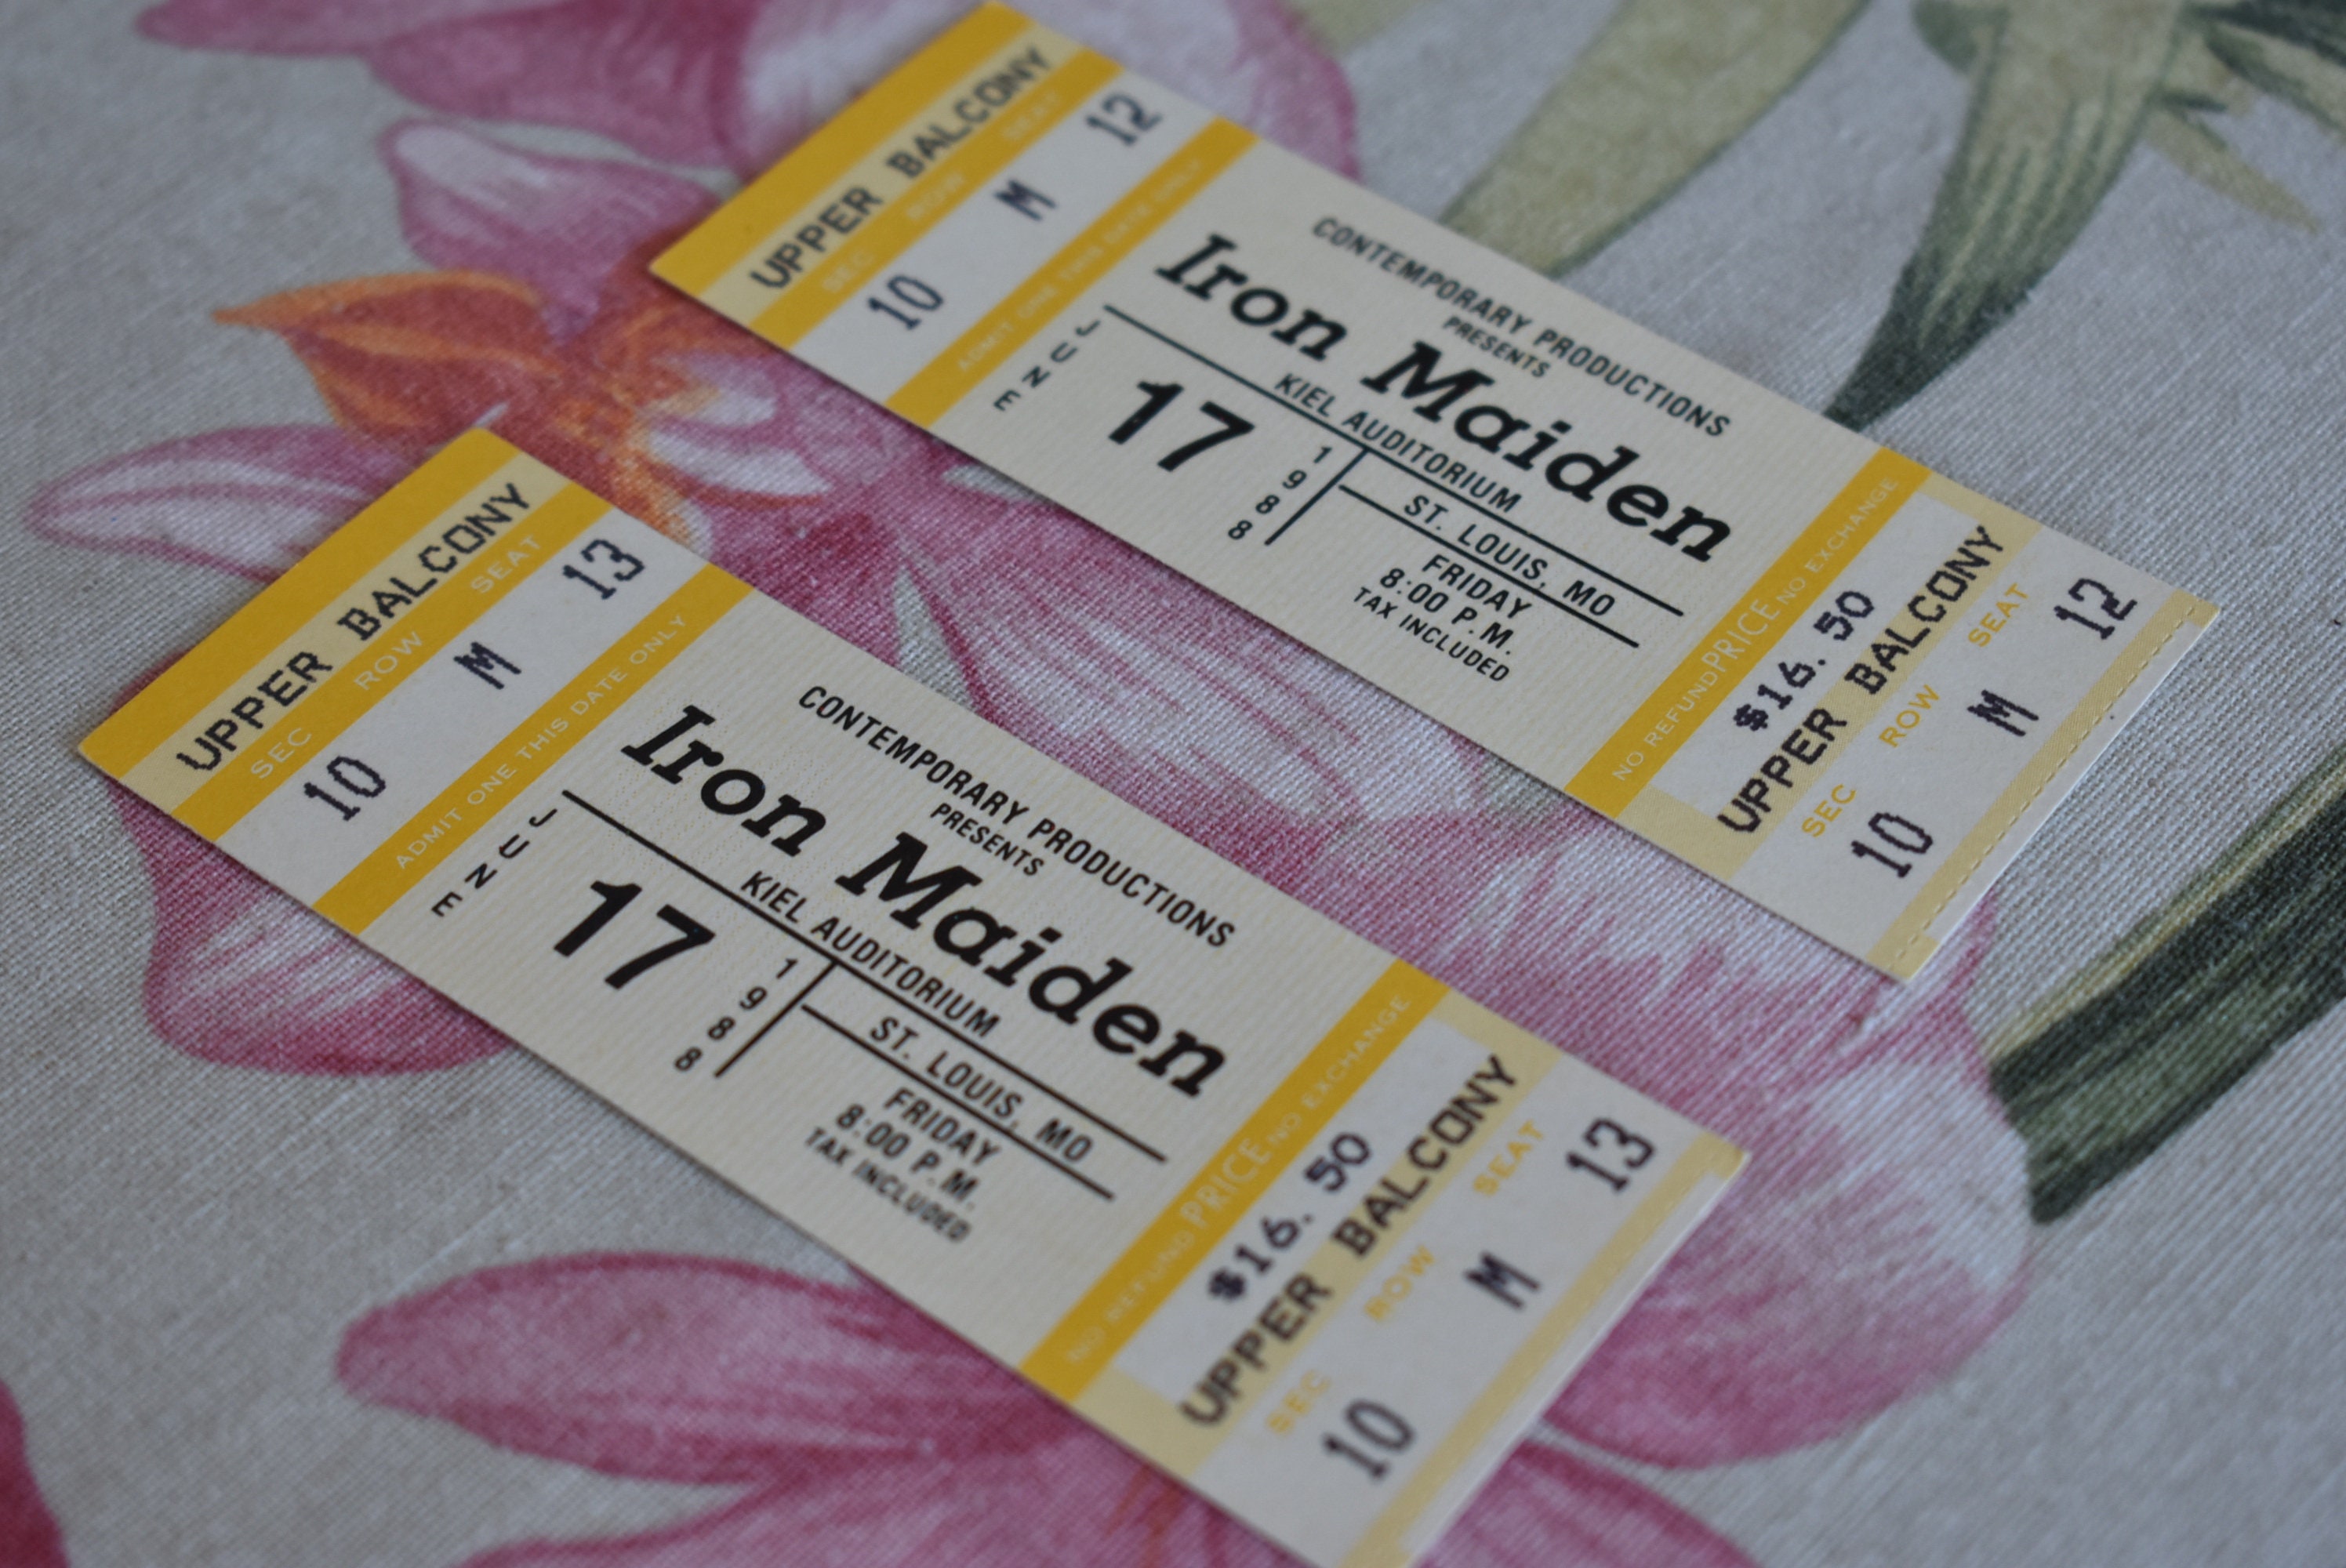 UPPER BALCONY
SEC ROW SEAT
10 M 12
ADMIT ONE THIS DATE ONLY
CONTEMPORARY PRODUCTIONS
PRESENTS
Iron Maiden
KIEL AUDITORIUM
JUNE 17 1988
ST. LOUIS, MO
FRIDAY
8:00 P.M.
TAX INCLUDED
NO REFUND PRICE NO EXCHANGE
$16.50
UPPER BALCONY
SEC ROW SEAT
10 M 12
UPPER BALCONY
SEC ROW SEAT
10 M 13
ADMIT ONE THIS DATE ONLY
CONTEMPORARY PRODUCTIONS
PRESENTS
Iron Maiden
KIEL AUDITORIUM
JUNE 17 1988
ST. LOUIS, MO
FRIDAY
8:00 P.M.
TAX INCLUDED
NO REFUND PRICE NO EXCHANGE
$16.50
UPPER BALCONY
SEC ROW SEAT
10 M 13